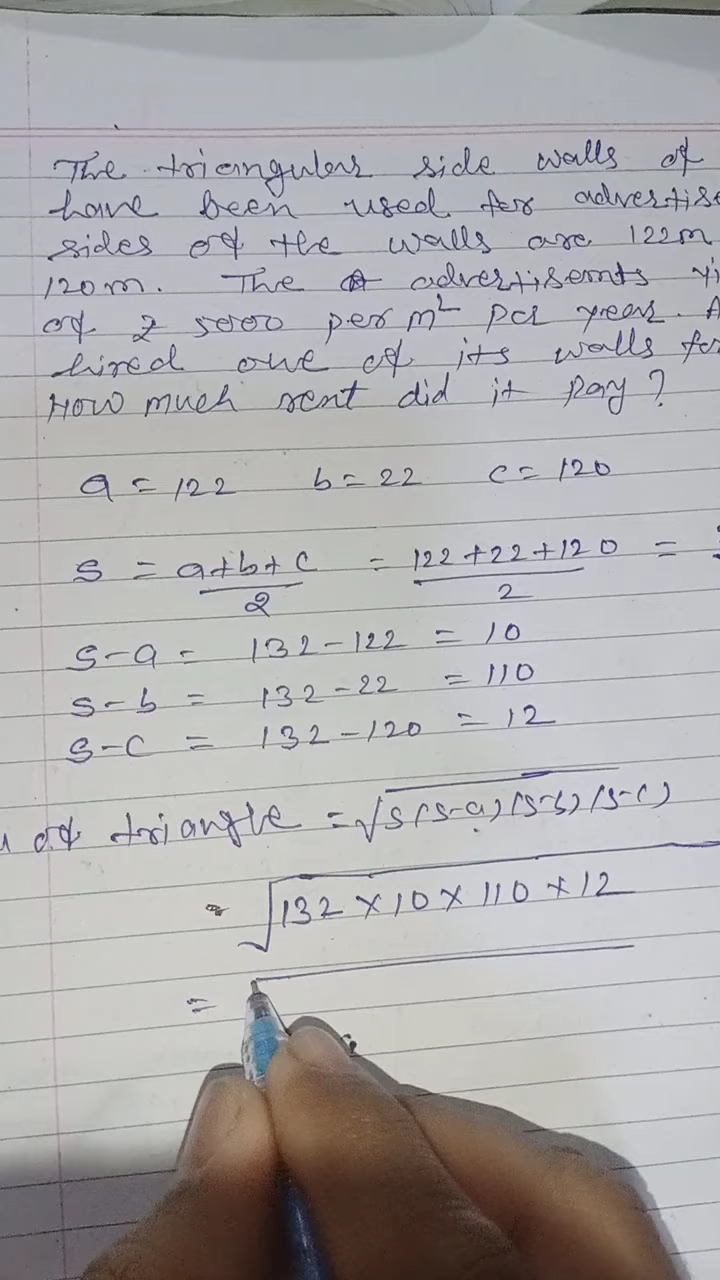 The triangular side walls of
have been used for advertise
sides of the walls are 122m
120m. The advertisemts yi
of ₹ 5000 per m² per year. A
hired one of its walls for
How much rent did it pay?
a = 122 b = 22 c = 120
s = a+b+c/2 = 122+22+120/2 =
s-a = 132-122 = 10
s-b = 132-22 = 110
s-c = 132-120 = 12
of triangle = √s(s-a)(s-b)(s-c)
= √132 × 10 × 110 × 12
=